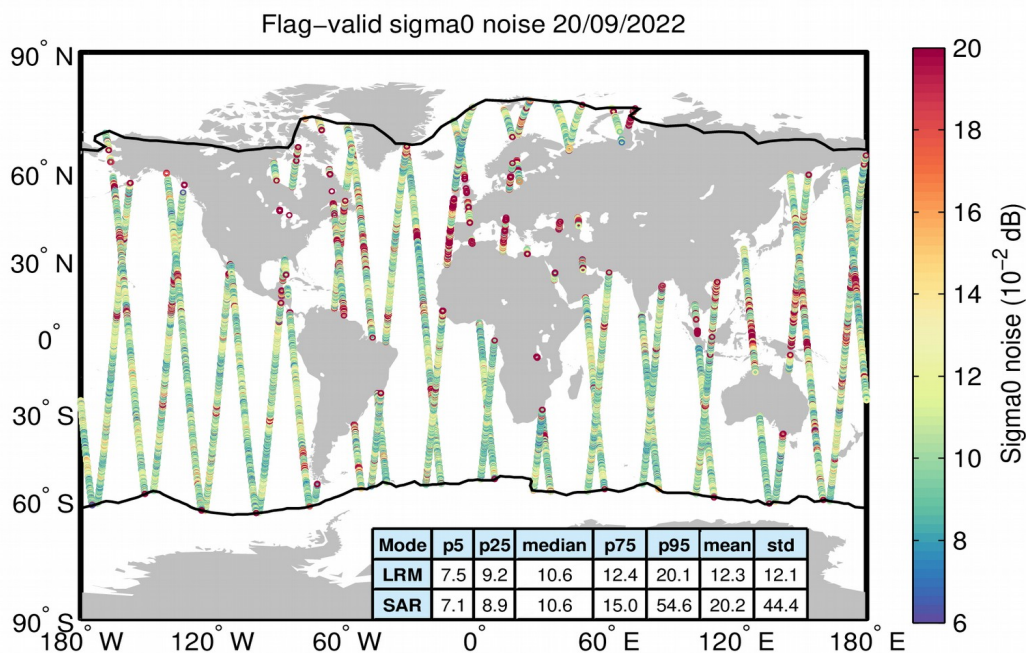 Flag−valid sigma0 noise 20/09/2022
90° N
60° N
30° N
0°
30° S
60° S
90° S
180° W
120° W
60° W
0°
60° E
120° E
180° E
Mode p5 p25 median p75 p95 mean std
LRM 7.5 9.2 10.6 12.4 20.1 12.3 12.1
SAR 7.1 8.9 10.6 15.0 54.6 20.2 44.4
20
18
16
14
12
10
8
6
Sigma0 noise (10⁻² dB)